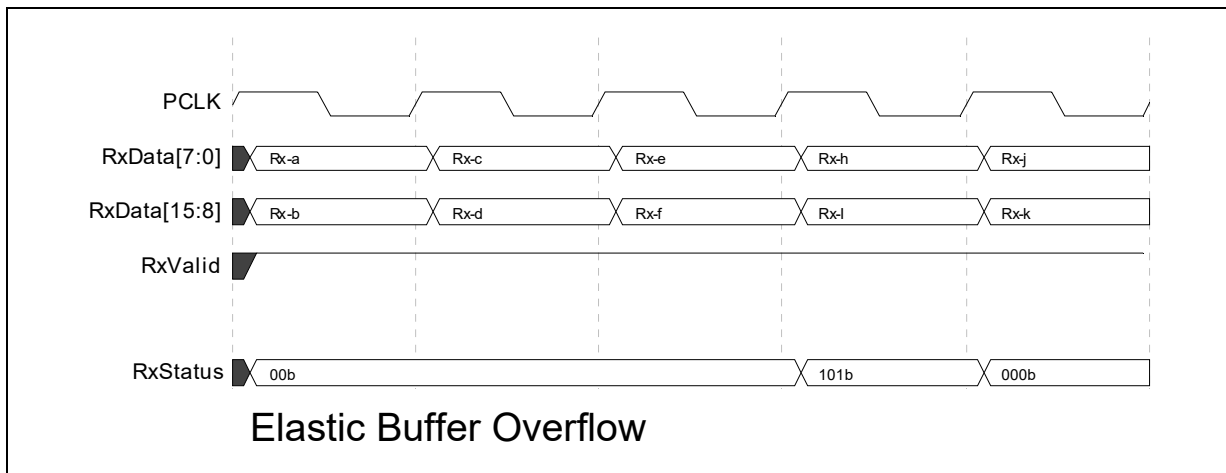 PCLK
RxData[7:0] Rx-a Rx-c Rx-e Rx-h Rx-j
RxData[15:8] Rx-b Rx-d Rx-f Rx-l Rx-k
RxValid
RxStatus 00b 101b 000b
Elastic Buffer Overflow